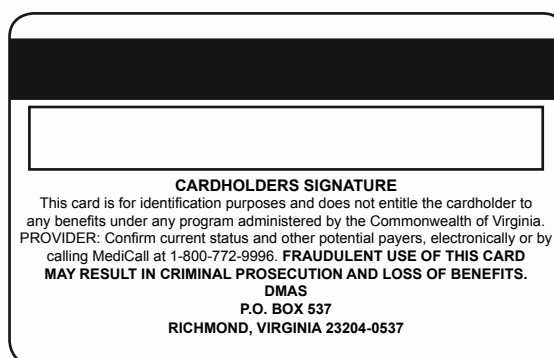 CARDHOLDERS SIGNATURE
This card is for identification purposes and does not entitle the cardholder to
any benefits under any program administered by the Commonwealth of Virginia.
PROVIDER: Confirm current status and other potential payers, electronically or by
calling MediCall at 1-800-772-9996. FRAUDULENT USE OF THIS CARD
MAY RESULT IN CRIMINAL PROSECUTION AND LOSS OF BENEFITS.
DMAS
P.O. BOX 537
RICHMOND, VIRGINIA 23204-0537